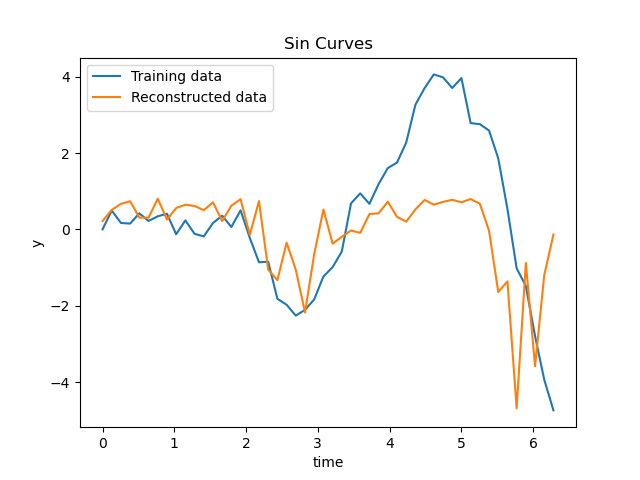 Sin Curves
Training data
Reconstructed data
4
2
0
−2
−4
y
0 1 2 3 4 5 6
time